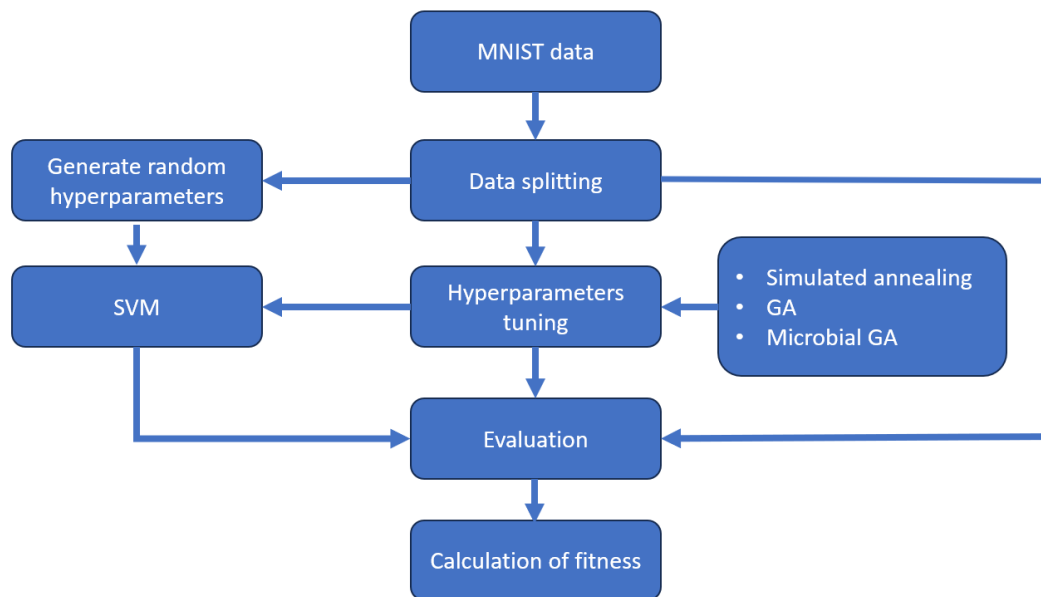 MNIST data
Generate random
hyperparameters
Data splitting
SVM
Hyperparameters
tuning
• Simulated annealing
• GA
• Microbial GA
Evaluation
Calculation of fitness